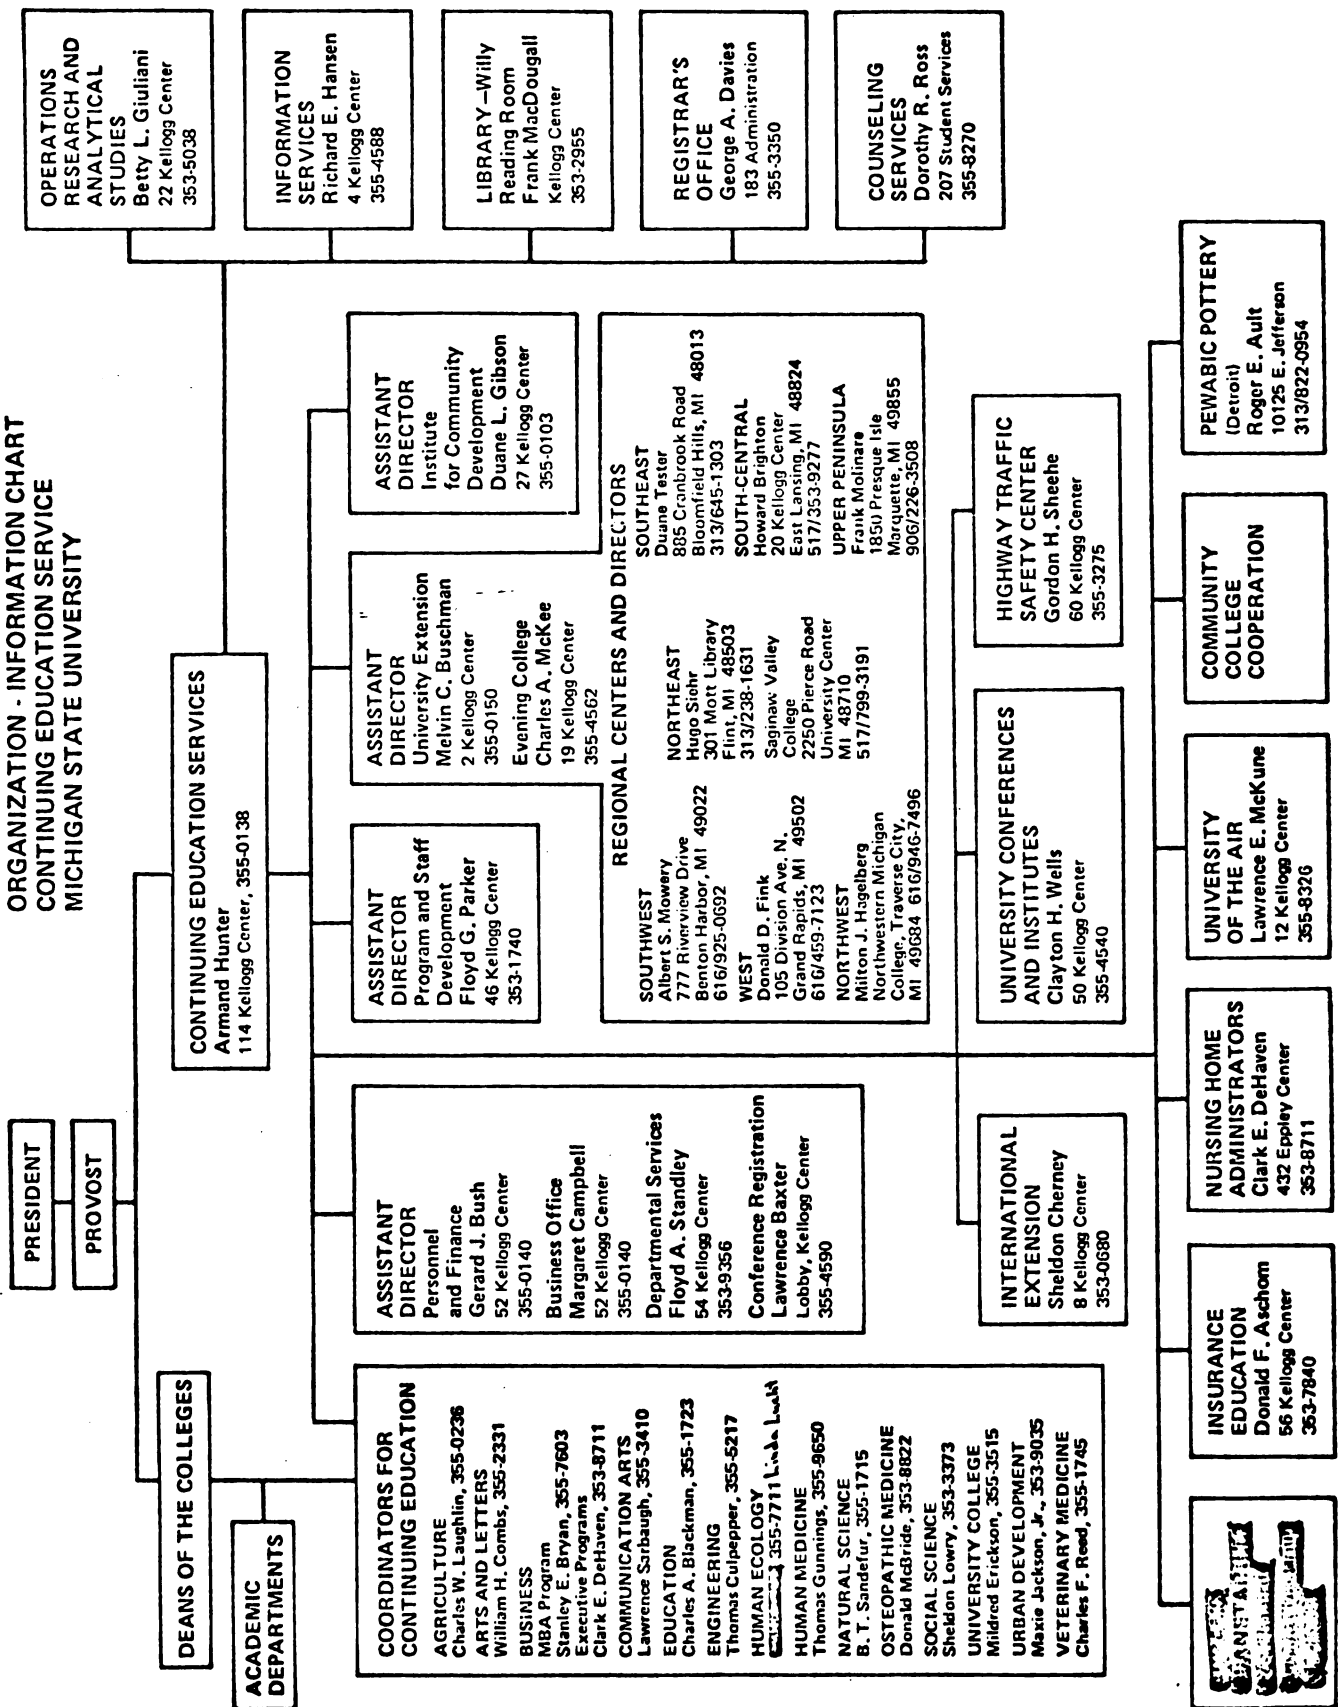 ORGANIZATION - INFORMATION CHART
CONTINUING EDUCATION SERVICE
MICHIGAN STATE UNIVERSITY
PRESIDENT
PROVOST
DEANS OF THE COLLEGES
ACADEMIC
DEPARTMENTS
CONTINUING EDUCATION SERVICES
Armand Hunter
114 Kellogg Center, 355-0138
OPERATIONS
RESEARCH AND
ANALYTICAL
STUDIES
Betty L. Giuliani
22 Kellogg Center
353-5038
INFORMATION
SERVICES
Richard E. Hansen
4 Kellogg Center
355-4588
LIBRARY–Willy
Reading Room
Frank MacDougall
Kellogg Center
353-2955
REGISTRAR'S
OFFICE
George A. Davies
183 Administration
355-3350
COUNSELING
SERVICES
Dorothy R. Ross
207 Student Services
355-8270
COORDINATORS FOR
CONTINUING EDUCATION
AGRICULTURE
Charles W. Laughlin, 355-0236
ARTS AND LETTERS
William H. Combs, 355-2331
BUSINESS
MBA Program
Stanley E. Bryan, 355-7603
Executive Programs
Clark E. DeHaven, 353-8711
COMMUNICATION ARTS
Lawrence Sarbaugh, 355-3410
EDUCATION
Charles A. Blackman, 355-1723
ENGINEERING
Thomas Culpepper, 355-5217
HUMAN ECOLOGY
355-7711 Linda
HUMAN MEDICINE
Thomas Gunnings, 355-9650
NATURAL SCIENCE
B. T. Sandefur, 355-1715
OSTEOPATHIC MEDICINE
Donald McBride, 353-8822
SOCIAL SCIENCE
Sheldon Lowry, 353-3373
UNIVERSITY COLLEGE
Mildred Erickson, 355-3515
URBAN DEVELOPMENT
Maxie Jackson, Jr., 353-9035
VETERINARY MEDICINE
Charles F. Reed, 355-1745
ASSISTANT
DIRECTOR
Personnel
and Finance
Gerard J. Bush
52 Kellogg Center
355-0140
Business Office
Margaret Campbell
52 Kellogg Center
355-0140
Departmental Services
Floyd A. Standley
54 Kellogg Center
353-9356
Conference Registration
Lawrence Baxter
Lobby, Kellogg Center
355-4590
ASSISTANT
DIRECTOR
Program and Staff
Development
Floyd G. Parker
46 Kellogg Center
353-1740
ASSISTANT
DIRECTOR
University Extension
Melvin C. Buschman
2 Kellogg Center
355-0150
Evening College
Charles A. McKee
19 Kellogg Center
355-4562
ASSISTANT
DIRECTOR
Institute
for Community
Development
Duane L. Gibson
27 Kellogg Center
355-0103
REGIONAL CENTERS AND DIRECTORS
SOUTHWEST
Albert S. Mowery
777 Riverview Drive
Benton Harbor, MI 49022
616/925-0692
WEST
Donald D. Fink
105 Division Ave. N.
Grand Rapids, MI 49502
616/459-7123
NORTHWEST
Milton J. Hagelberg
Northwestern Michigan
College, Traverse City,
MI 49684 616/946-7496
NORTHEAST
Hugo Siehr
301 Mott Library
Flint, MI 48503
313/238-1631
Saginaw Valley
College
2250 Pierce Road
University Center
MI 48710
517/799-3191
SOUTHEAST
Duane Tester
885 Cranbrook Road
Bloomfield Hills, MI 48013
313/645-1303
SOUTH-CENTRAL
Howard Brighton
20 Kellogg Center
East Lansing, MI 48824
517/353-9277
UPPER PENINSULA
Frank Molinare
1850 Presque Isle
Marquette, MI 49855
906/226-3508
INTERNATIONAL
EXTENSION
Sheldon Cherney
8 Kellogg Center
353-0680
UNIVERSITY CONFERENCES
AND INSTITUTES
Clayton H. Wells
50 Kellogg Center
355-4540
HIGHWAY TRAFFIC
SAFETY CENTER
Gordon H. Sheehe
60 Kellogg Center
355-3275
INSURANCE
EDUCATION
Donald F. Aschom
56 Kellogg Center
353-7840
NURSING HOME
ADMINISTRATORS
Clark E. DeHaven
432 Eppley Center
353-8711
UNIVERSITY
OF THE AIR
Lawrence E. McKune
12 Kellogg Center
355-8326
COMMUNITY
COLLEGE
COOPERATION
PEWABIC POTTERY
(Detroit)
Roger E. Ault
10125 E. Jefferson
313/822-0954